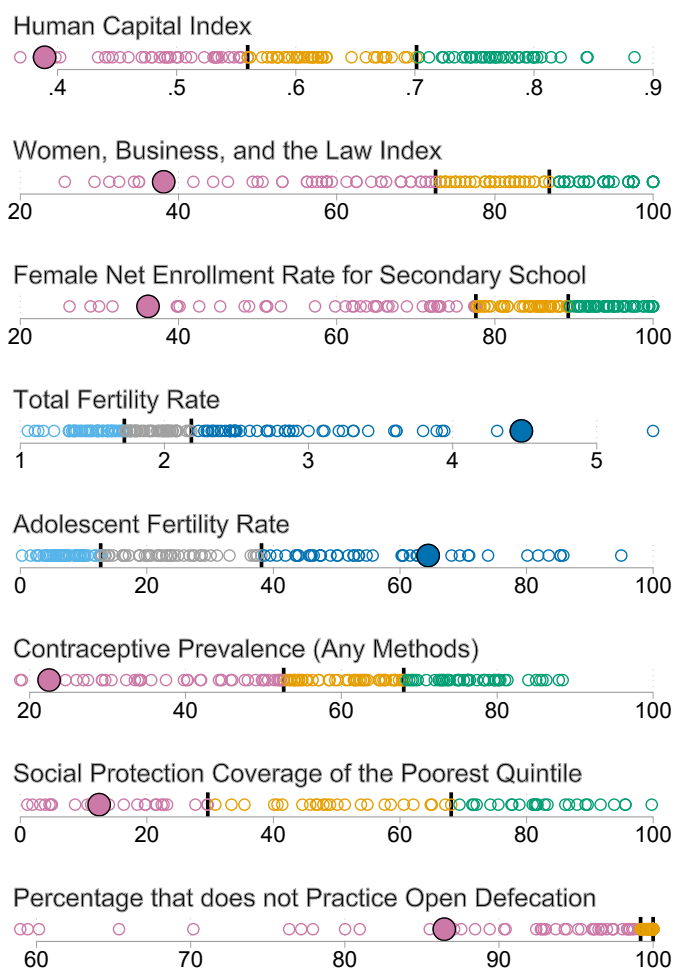 Human Capital Index
.4 .5 .6 .7 .8 .9
Women, Business, and the Law Index
20 40 60 80 100
Female Net Enrollment Rate for Secondary School
20 40 60 80 100
Total Fertility Rate
1 2 3 4 5
Adolescent Fertility Rate
0 20 40 60 80 100
Contraceptive Prevalence (Any Methods)
20 40 60 80 100
Social Protection Coverage of the Poorest Quintile
0 20 40 60 80 100
Percentage that does not Practice Open Defecation
60 70 80 90 100